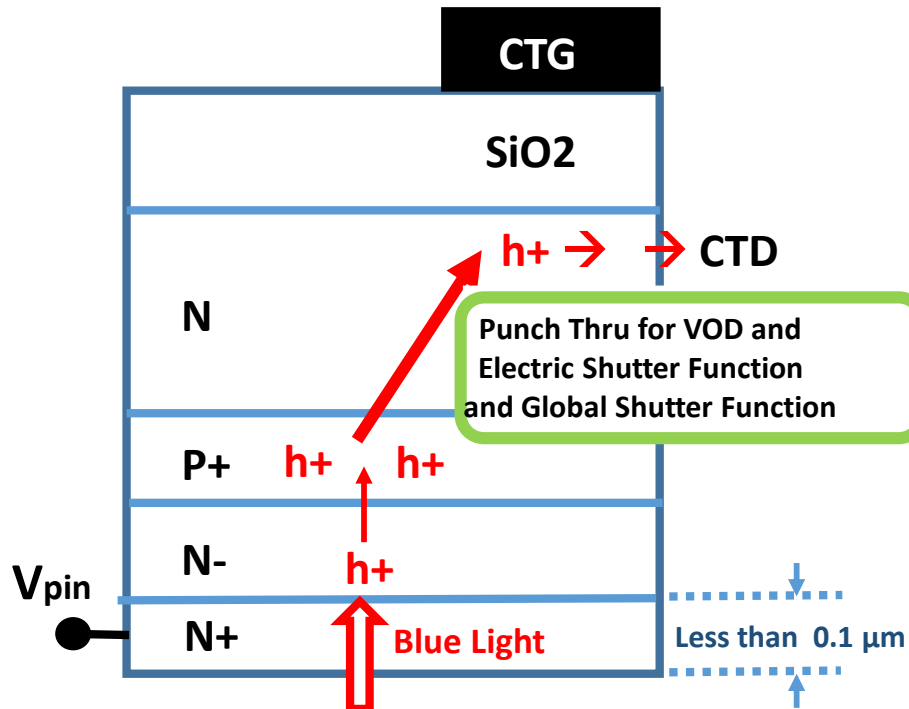 CTG
SiO2
h+ → → CTD
N
Punch Thru for VOD and
Electric Shutter Function
and Global Shutter Function
P+ h+ h+
N- h+
Vpin
N+ Blue Light Less than 0.1 µm